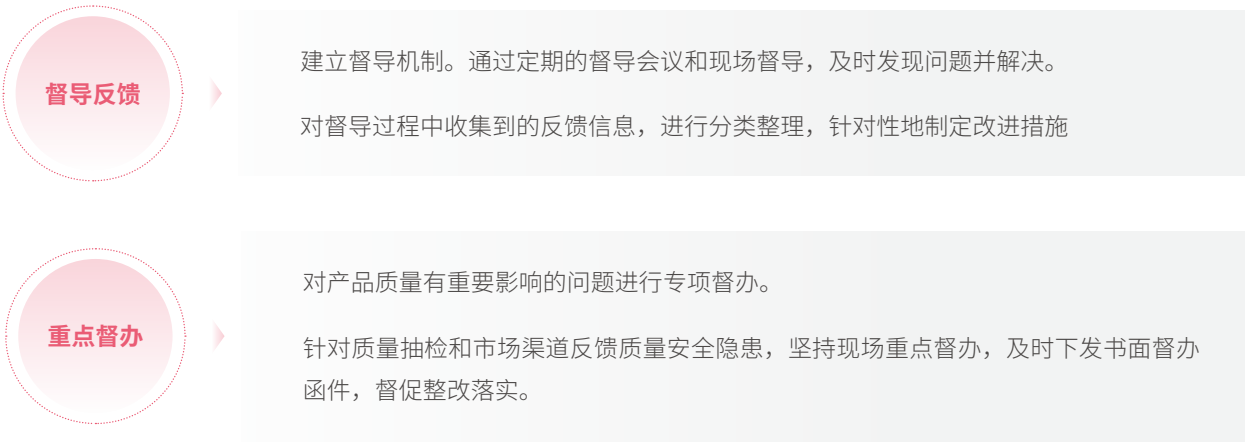 督导反馈
建立督导机制。通过定期的督导会议和现场督导，及时发现问题并解决。
对督导过程中收集到的反馈信息，进行分类整理，针对性地制定改进措施
重点督办
对产品质量有重要影响的问题进行专项督办。
针对质量抽检和市场渠道反馈质量安全隐患，坚持现场重点督办，及时下发书面督办
函件，督促整改落实。